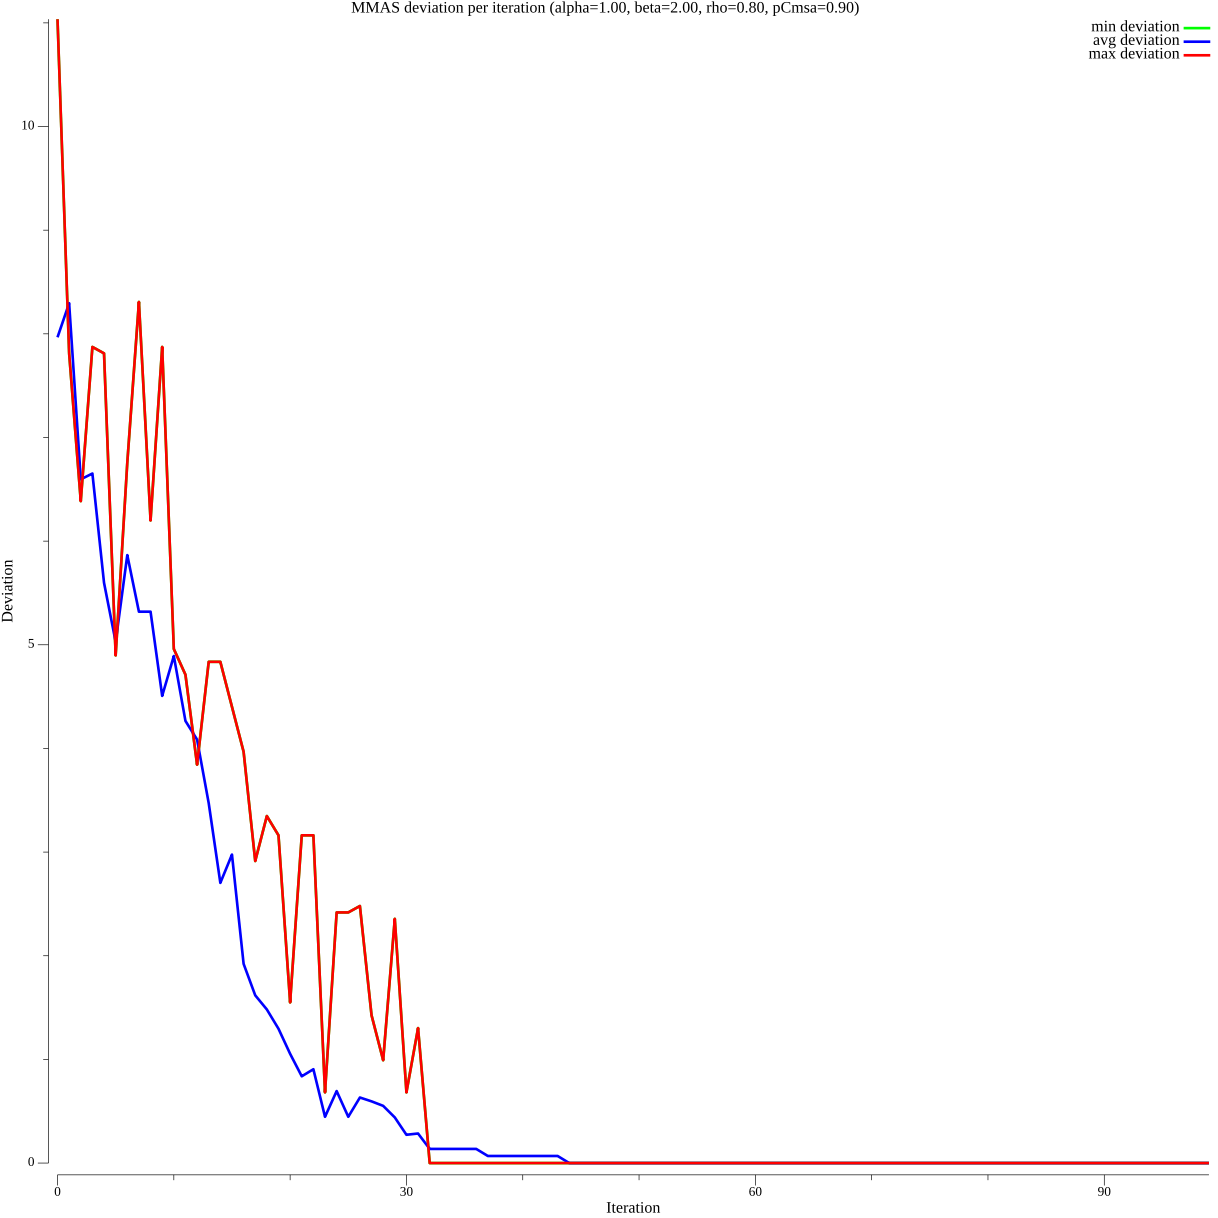 MMAS deviation per iteration (alpha=1.00, beta=2.00, rho=0.80, pCmsa=0.90)
min deviation
avg deviation
max deviation
10
5
0
Deviation
0 30 60 90
Iteration